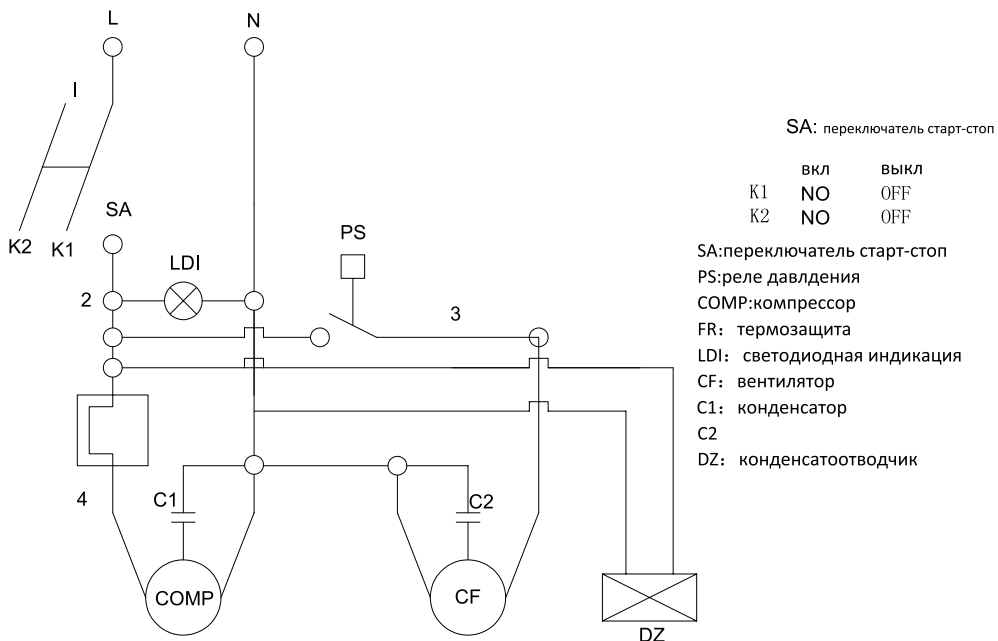 L
N
I
SA: переключатель старт-стоп
вкл выкл
K1 NO OFF
K2 NO OFF
SA
K2 K1
PS
LDI
2
3
SA:переключатель старт-стоп
PS:реле давлдения
COMP:компрессор
FR: термозащита
LDI: светодиодная индикация
CF: вентилятор
C1: конденсатор
C2
DZ: конденсатоотводчик
4
C1
C2
COMP
CF
DZ